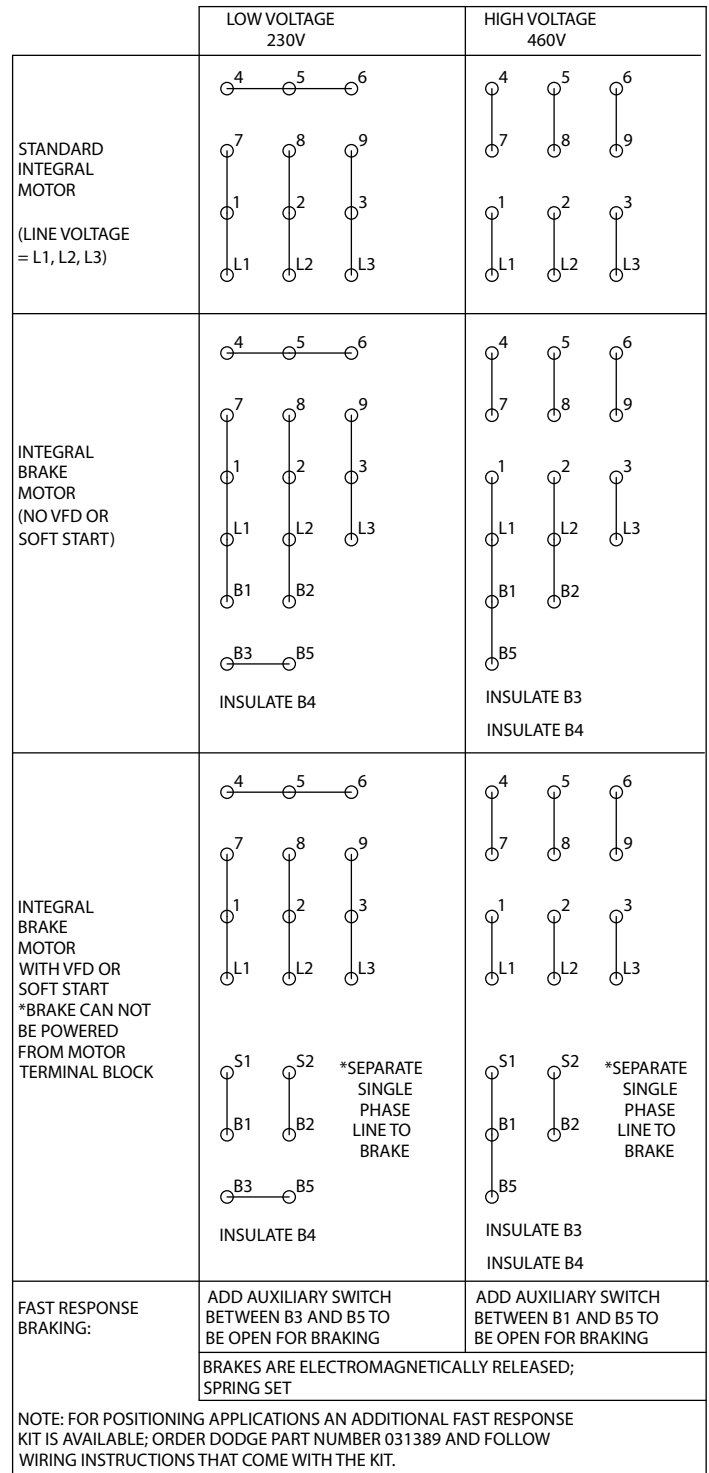 LOW VOLTAGE
230V
HIGH VOLTAGE
460V
STANDARD
INTEGRAL
MOTOR
(LINE VOLTAGE
= L1, L2, L3)
4 5 6
7 8 9
1 2 3
L1 L2 L3
4 5 6
7 8 9
1 2 3
L1 L2 L3
INTEGRAL
BRAKE
MOTOR
(NO VFD OR
SOFT START)
4 5 6
7 8 9
1 2 3
L1 L2 L3
B1 B2
B3 B5
INSULATE B4
4 5 6
7 8 9
1 2 3
L1 L2 L3
B1 B2
B5
INSULATE B3
INSULATE B4
INTEGRAL
BRAKE
MOTOR
WITH VFD OR
SOFT START
*BRAKE CAN NOT
BE POWERED
FROM MOTOR
TERMINAL BLOCK
4 5 6
7 8 9
1 2 3
L1 L2 L3
S1 S2
B1 B2
*SEPARATE
SINGLE
PHASE
LINE TO
BRAKE
B3 B5
INSULATE B4
4 5 6
7 8 9
1 2 3
L1 L2 L3
S1 S2
B1 B2
*SEPARATE
SINGLE
PHASE
LINE TO
BRAKE
B5
INSULATE B3
INSULATE B4
FAST RESPONSE
BRAKING:
ADD AUXILIARY SWITCH
BETWEEN B3 AND B5 TO
BE OPEN FOR BRAKING
ADD AUXILIARY SWITCH
BETWEEN B1 AND B5 TO
BE OPEN FOR BRAKING
BRAKES ARE ELECTROMAGNETICALLY RELEASED;
SPRING SET
NOTE: FOR POSITIONING APPLICATIONS AN ADDITIONAL FAST RESPONSE
KIT IS AVAILABLE; ORDER DODGE PART NUMBER 031389 AND FOLLOW
WIRING INSTRUCTIONS THAT COME WITH THE KIT.